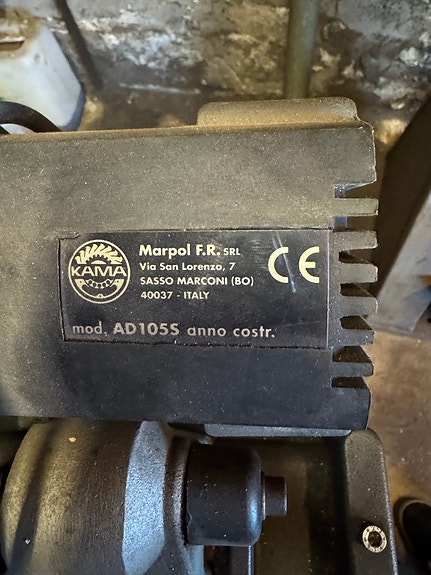 KAMA
Marpol F.R. SRL
Via San Lorenzo, 7
SASSO MARCONI (BO)
40037 - ITALY
CE
mod. AD105S anno costr.